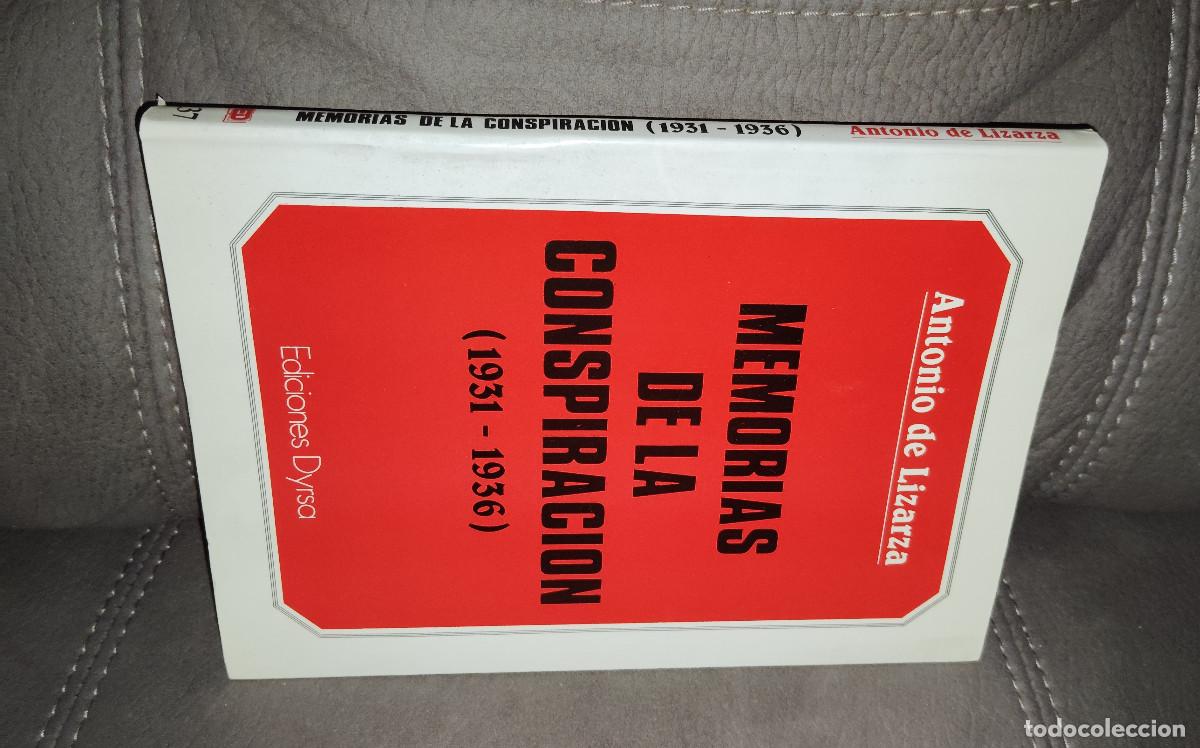 Antonio de Lizarza
MEMORIAS
DE LA
CONSPIRACION
(1931 - 1936)
Ediciones Dyrsa
37
MEMORIAS DE LA CONSPIRACION (1931 - 1936) Antonio de Lizarza
todocoleccion